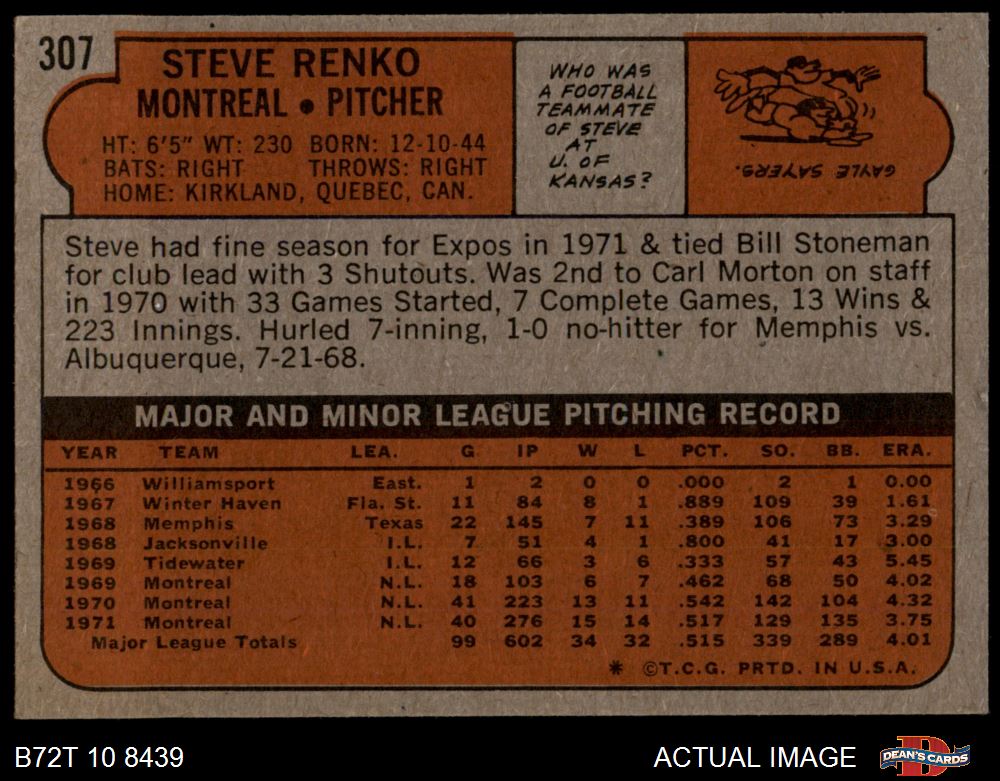 307
STEVE RENKO
MONTREAL • PITCHER
HT: 6'5" WT: 230 BORN: 12-10-44
BATS: RIGHT THROWS: RIGHT
HOME: KIRKLAND, QUEBEC, CAN.
WHO WAS
A FOOTBALL
TEAMMATE
OF STEVE
AT
U. OF
KANSAS?
GAYLE SAYERS.
Steve had fine season for Expos in 1971 & tied Bill Stoneman
for club lead with 3 Shutouts. Was 2nd to Carl Morton on staff
in 1970 with 33 Games Started, 7 Complete Games, 13 Wins &
223 Innings. Hurled 7-inning, 1-0 no-hitter for Memphis vs.
Albuquerque, 7-21-68.
MAJOR AND MINOR LEAGUE PITCHING RECORD
YEAR TEAM LEA. G IP W L PCT. SO. BB. ERA.
1966 Williamsport East. 1 2 0 0 .000 2 1 0.00
1967 Winter Haven Fla. St. 11 84 8 1 .889 109 39 1.61
1968 Memphis Texas 22 145 7 11 .389 106 73 3.29
1968 Jacksonville I.L. 7 51 4 1 .800 41 17 3.00
1969 Tidewater I.L. 12 66 3 6 .333 57 43 5.45
1969 Montreal N.L. 18 103 6 7 .462 68 50 4.02
1970 Montreal N.L. 41 223 13 11 .542 142 104 4.32
1971 Montreal N.L. 40 276 15 14 .517 129 135 3.75
Major League Totals 99 602 34 32 .515 339 289 4.01
* ©T.C.G. PRTD. IN U.S.A.
B72T 10 8439
ACTUAL IMAGE
DEAN'S CARDS